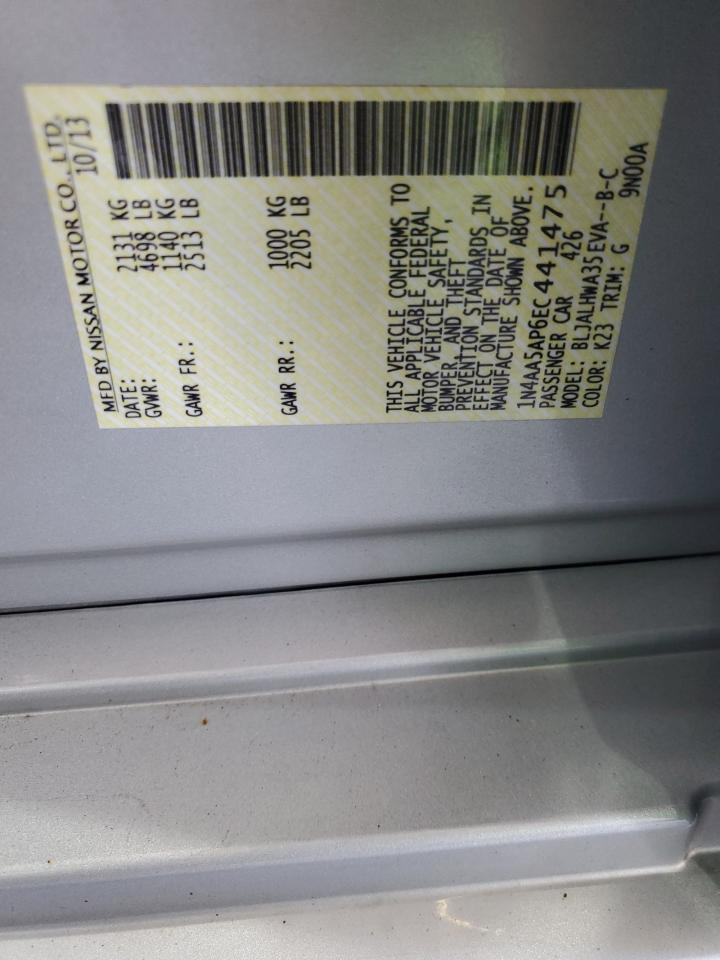 MFD BY NISSAN MOTOR CO., LTD.
DATE: 10/13
GVWR: 2131 KG
4698 LB
GAWR FR.: 1140 KG
2513 LB
GAWR RR.: 1000 KG
2205 LB
THIS VEHICLE CONFORMS TO
ALL APPLICABLE FEDERAL
MOTOR VEHICLE SAFETY,
BUMPER, AND THEFT
PREVENTION STANDARDS IN
EFFECT ON THE DATE OF
MANUFACTURE SHOWN ABOVE.
1N4AA5AP6EC441475
PASSENGER CAR 426
MODEL: BLJALHWA35EVA--B-C
COLOR: K23 TRIM: G 9N00A